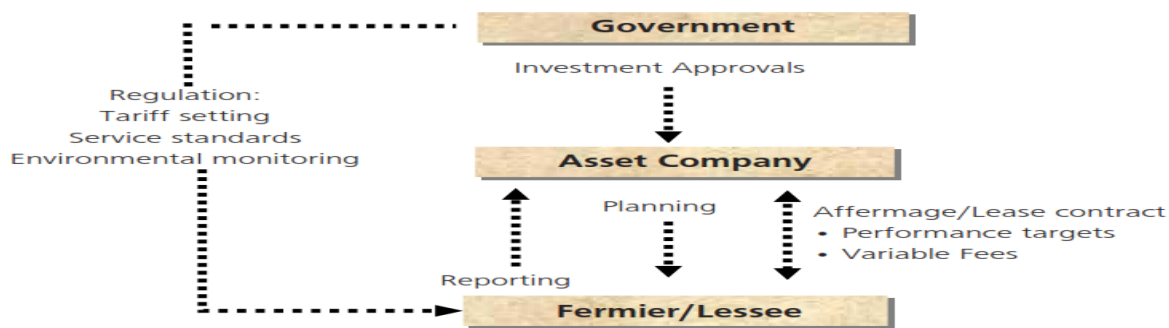 Government
Investment Approvals
Regulation:
Tariff setting
Service standards
Environmental monitoring
Asset Company
Planning
Affermage/Lease contract
• Performance targets
• Variable Fees
Reporting
Fermier/Lessee